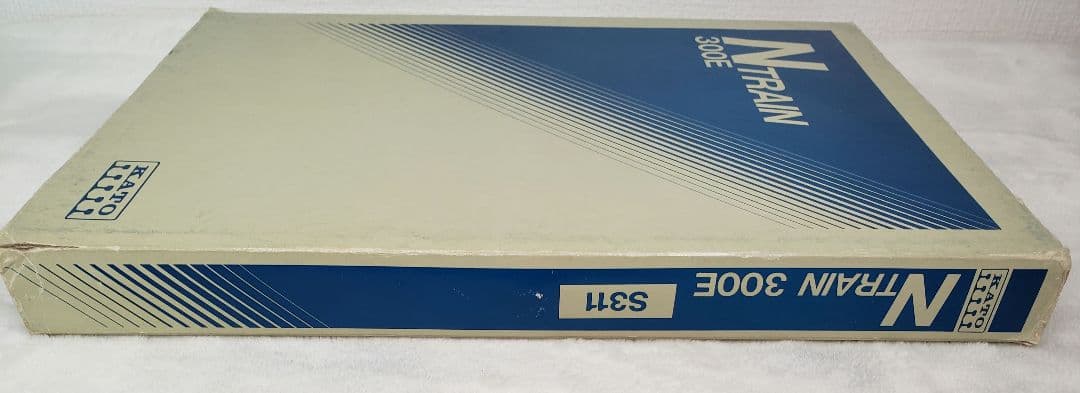 N TRAIN
300E
KATO
KATO
N TRAIN 300E
S311